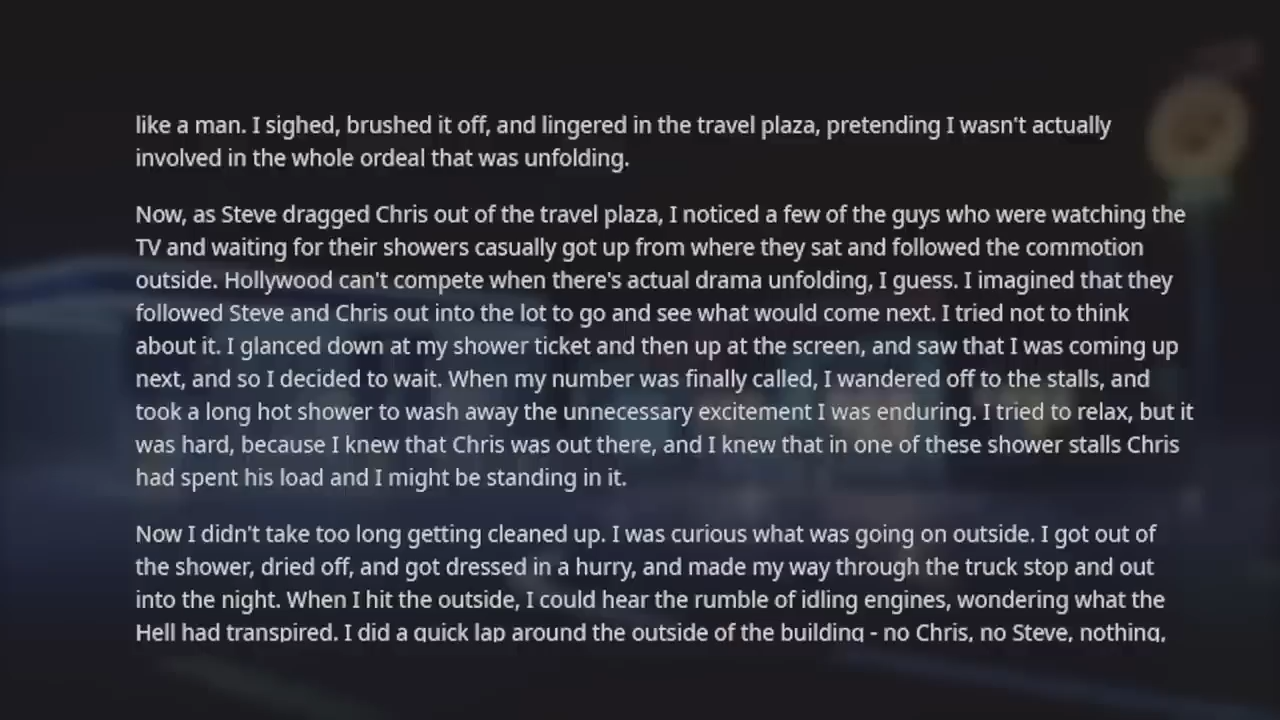 like a man. I sighed, brushed it off, and lingered in the travel plaza, pretending I wasn't actually
involved in the whole ordeal that was unfolding.
Now, as Steve dragged Chris out of the travel plaza, I noticed a few of the guys who were watching the
TV and waiting for their showers casually got up from where they sat and followed the commotion
outside. Hollywood can't compete when there's actual drama unfolding, I guess. I imagined that they
followed Steve and Chris out into the lot to go and see what would come next. I tried not to think
about it. I glanced down at my shower ticket and then up at the screen, and saw that I was coming up
next, and so I decided to wait. When my number was finally called, I wandered off to the stalls, and
took a long hot shower to wash away the unnecessary excitement I was enduring. I tried to relax, but it
was hard, because I knew that Chris was out there, and I knew that in one of these shower stalls Chris
had spent his load and I might be standing in it.
Now I didn't take too long getting cleaned up. I was curious what was going on outside. I got out of
the shower, dried off, and got dressed in a hurry, and made my way through the truck stop and out
into the night. When I hit the outside, I could hear the rumble of idling engines, wondering what the
Hell had transpired. I did a quick lap around the outside of the building - no Chris, no Steve, nothing,